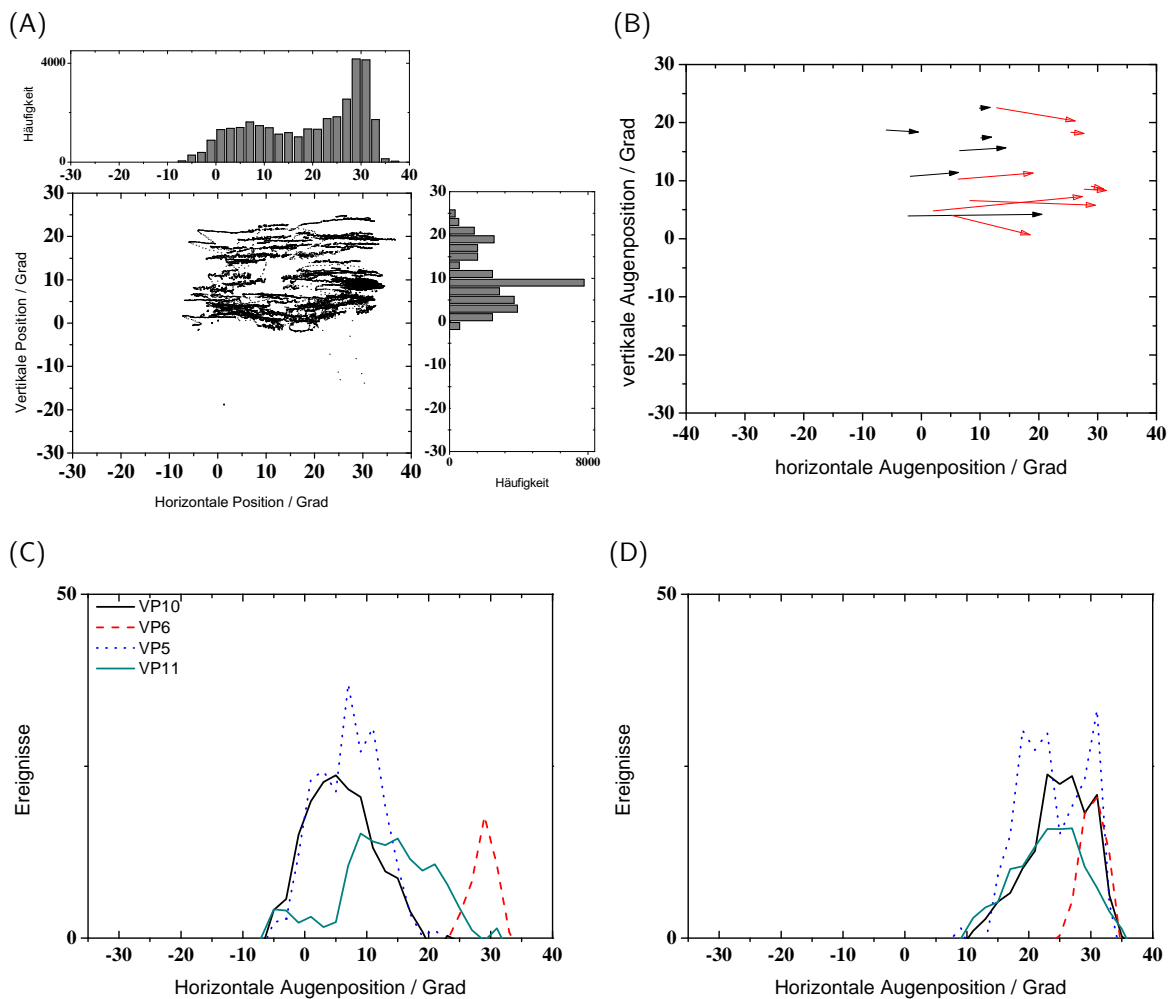 (A)
-30 -20 -10 0 10 20 30 40
4000
0
Häufigkeit
30
20
10
0
-10
-20
-30
Vertikale Position / Grad
-30 -20 -10 0 10 20 30 40
Horizontale Position / Grad
30
20
10
0
-10
-20
-30
0 8000
Häufigkeit
(B)
30
20
10
0
-10
-20
-30
vertikale Augenposition / Grad
-40 -30 -20 -10 0 10 20 30 40
horizontale Augenposition / Grad
(C)
50
0
Ereignisse
VP10
VP6
VP5
VP11
-30 -20 -10 0 10 20 30 40
Horizontale Augenposition / Grad
(D)
50
0
Ereignisse
-30 -20 -10 0 10 20 30 40
Horizontale Augenposition / Grad